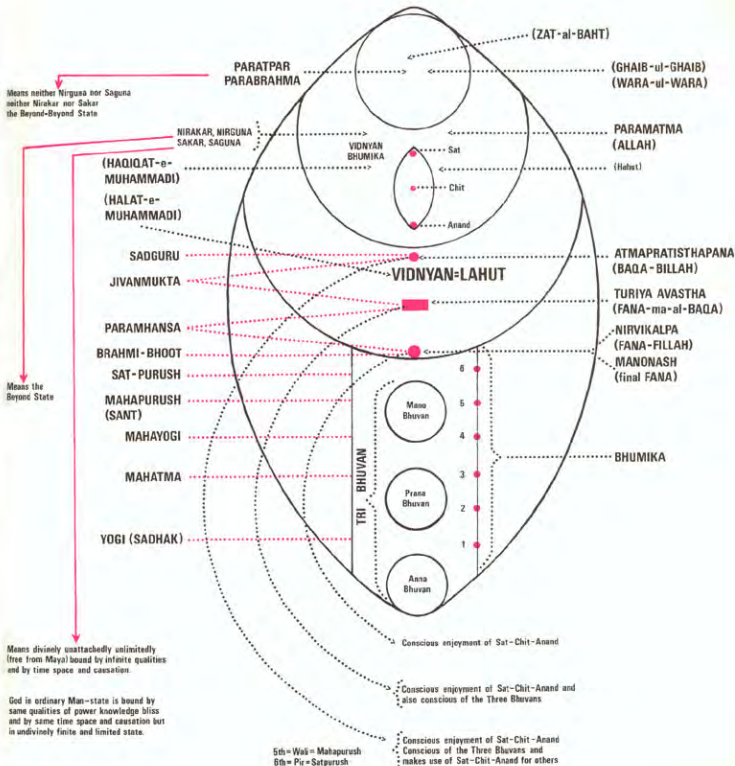 (ZAT-al-BAHT)
PARATPAR
PARABRAHMA
(GHAIB-ul-GHAIB)
(WARA-ul-WARA)
Means neither Nirguna nor Saguna
neither Nirakar nor Sakar
the Beyond-Beyond State
NIRAKAR, NIRGUNA
SAKAR, SAGUNA
VIDNYAN
BHUMIKA
PARAMATMA
(ALLAH)
(HAQIQAT-e-
MUHAMMADI)
Sat
(Hahut)
Chit
(HALAT-e-
MUHAMMADI)
Anand
SADGURU
ATMAPRATISTHAPANA
(BAQA-BILLAH)
VIDNYAN=LAHUT
JIVANMUKTA
TURIYA AVASTHA
(FANA-ma-al-BAQA)
PARAMHANSA
NIRVIKALPA
(FANA-FILLAH)
BRAHMI-BHOOT
MANONASH
(final FANA)
SAT-PURUSH
6
Means the
Beyond State
MAHAPURUSH
(SANT)
Mano
Bhuvan
5
MAHAYOGI
4
BHUMIKA
MAHATMA
TRI BHUVAN
Prana
Bhuvan
3
2
YOGI (SADHAK)
1
Anna
Bhuvan
Means divinely unattachedly unlimitedly
(free from Maya) bound by infinite qualities
and by time space and causation.
Conscious enjoyment of Sat-Chit-Anand
God in ordinary Man-state is bound by
same qualities of power knowledge bliss
and by same time space and causation but
in undivinely finite and limited state.
Conscious enjoyment of Sat-Chit-Anand and
also conscious of the Three Bhuvans
5th=Wali=Mahapurush
6th=Pir=Satpurush
Conscious enjoyment of Sat-Chit-Anand
Conscious of the Three Bhuvans and
makes use of Sat-Chit-Anand for others